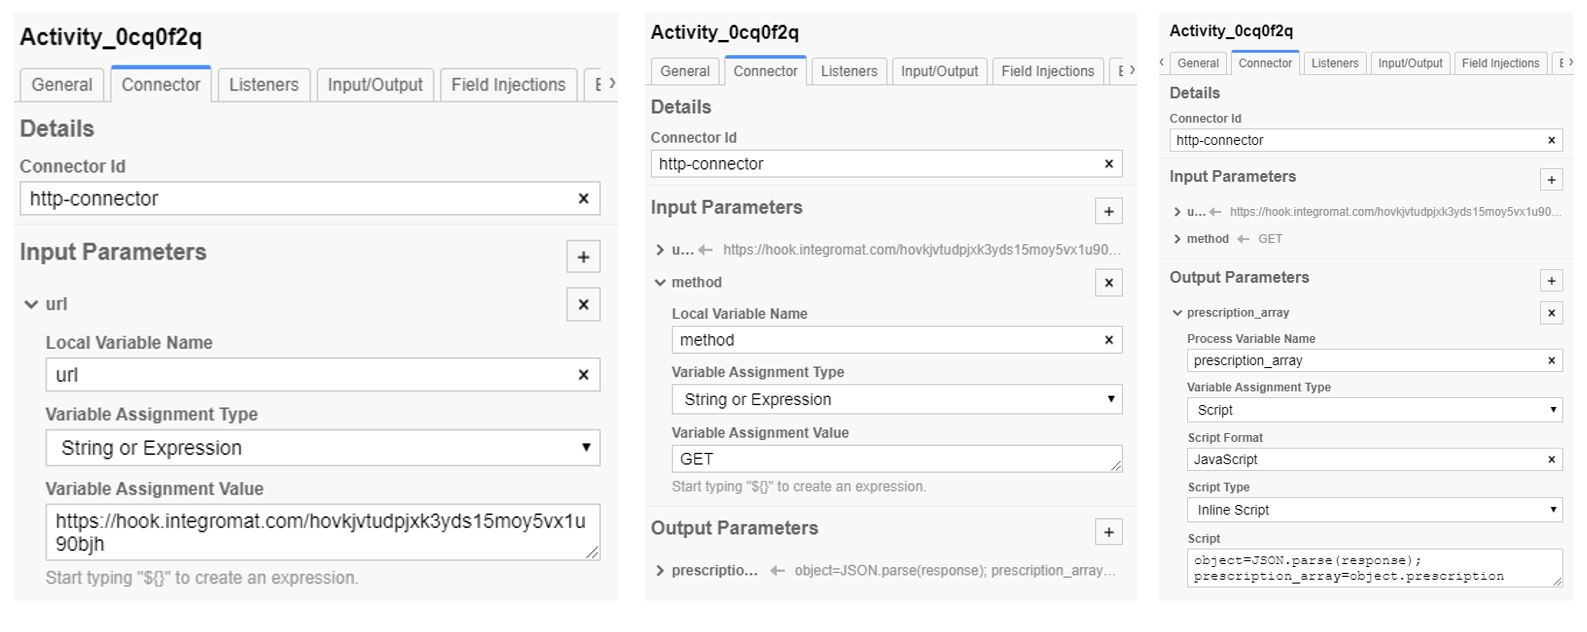 Activity_0cq0f2q
General Connector Listeners Input/Output Field Injections E
Details
Connector Id
http-connector
Input Parameters
url
Local Variable Name
url
Variable Assignment Type
String or Expression
Variable Assignment Value
https://hook.integromat.com/hovkjvtudpjxk3yds15moy5vx1u
90bjh
Start typing "${}" to create an expression.
Activity_0cq0f2q
General Connector Listeners Input/Output Field Injections E
Details
Connector Id
http-connector
Input Parameters
u... https://hook.integromat.com/hovkjvtudpjxk3yds15moy5vx1u90...
method
Local Variable Name
method
Variable Assignment Type
String or Expression
Variable Assignment Value
GET
Start typing "${}" to create an expression.
Output Parameters
prescriptio... object=JSON.parse(response); prescription_array...
Activity_0cq0f2q
General Connector Listeners Input/Output Field Injections E
Details
Connector Id
http-connector
Input Parameters
u... https://hook.integromat.com/hovkjvtudpjxk3yds15moy5vx1u90...
method GET
Output Parameters
prescription_array
Process Variable Name
prescription_array
Variable Assignment Type
Script
Script Format
JavaScript
Script Type
Inline Script
Script
object=JSON.parse(response);
prescription_array=object.prescription